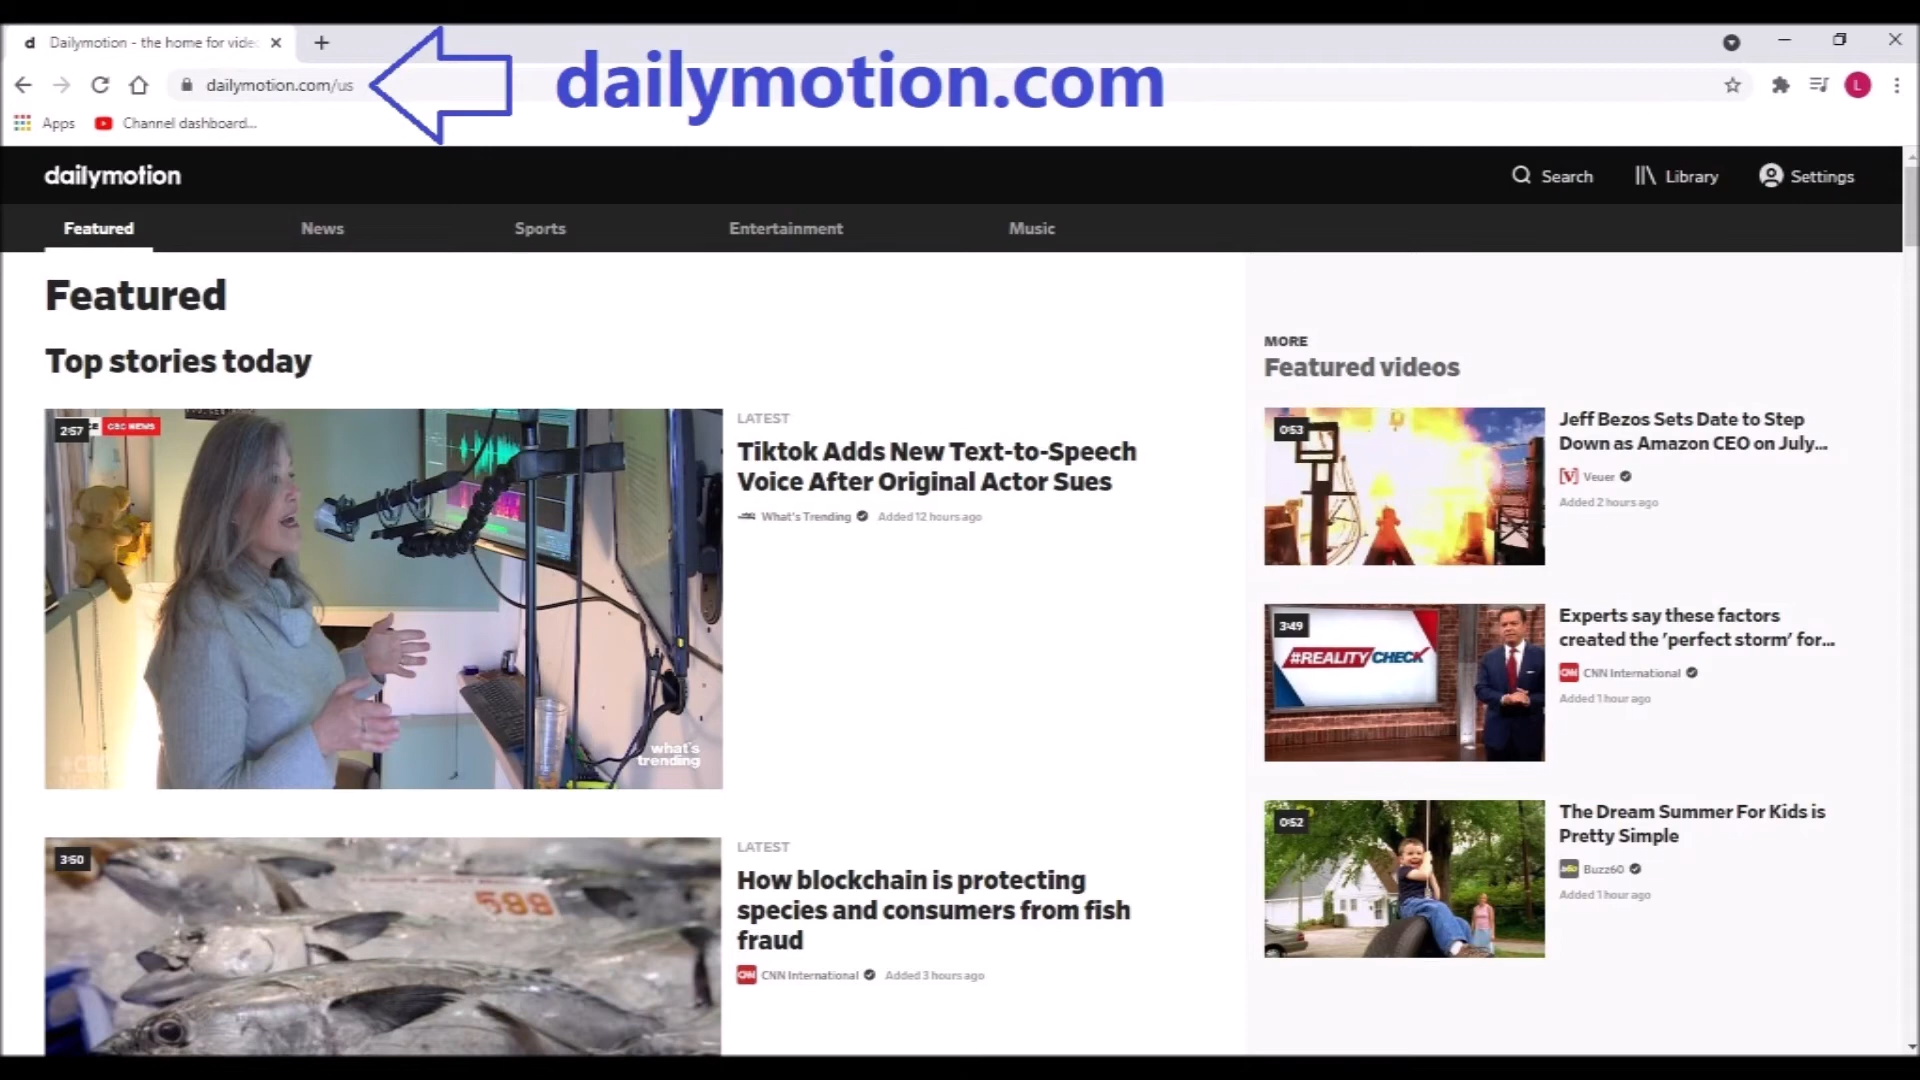 d Dailymotion - the home for vide
dailymotion.com/us
dailymotion.com
L
Apps
Channel dashboard...
dailymotion
Search
Library
Settings
Featured
News
Sports
Entertainment
Music
Featured
Top stories today
2:57
CBC NEWS
what's
trending
LATEST
Tiktok Adds New Text-to-Speech
Voice After Original Actor Sues
What's Trending
Added 12 hours ago
3:50
599
LATEST
How blockchain is protecting
species and consumers from fish
fraud
CNN
CNN International
Added 3 hours ago
MORE
Featured videos
0:53
Jeff Bezos Sets Date to Step
Down as Amazon CEO on July...
V
Veuer
Added 2 hours ago
3:49
#REALITY CHECK
Experts say these factors
created the 'perfect storm' for...
CNN
CNN International
Added 1 hour ago
0:52
The Dream Summer For Kids is
Pretty Simple
Buzz60
Added 1 hour ago